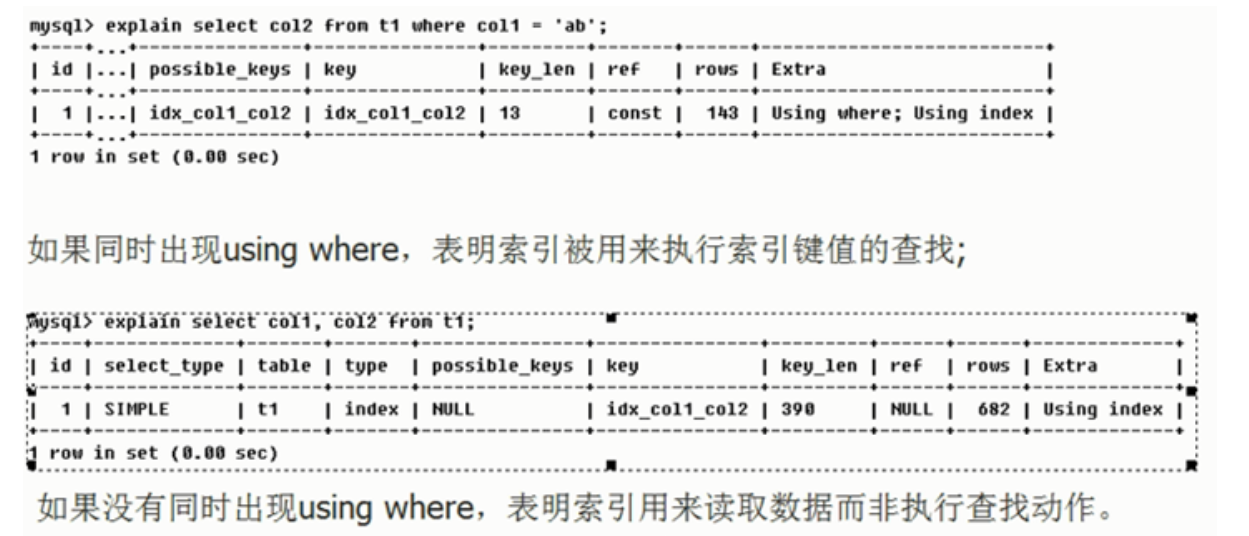 mysql> explain select col2 from t1 where col1 = 'ab';
+----+...+---------------+---------------+---------+-------+------+--------------------------+
| id |...| possible_keys | key           | key_len | ref   | rows | Extra                    |
+----+...+---------------+---------------+---------+-------+------+--------------------------+
|  1 |...| idx_col1_col2 | idx_col1_col2 | 13      | const |  143 | Using where; Using index |
+----+...+---------------+---------------+---------+-------+------+--------------------------+
1 row in set (0.00 sec)
如果同时出现using where，表明索引被用来执行索引键值的查找;
mysql> explain select col1, col2 from t1;
+----+-------------+-------+-------+---------------+---------------+---------+------+------+-------------+
| id | select_type | table | type  | possible_keys | key           | key_len | ref  | rows | Extra       |
+----+-------------+-------+-------+---------------+---------------+---------+------+------+-------------+
|  1 | SIMPLE      | t1    | index | NULL          | idx_col1_col2 | 390     | NULL |  682 | Using index |
+----+-------------+-------+-------+---------------+---------------+---------+------+------+-------------+
1 row in set (0.00 sec)
如果没有同时出现using where，表明索引用来读取数据而非执行查找动作。